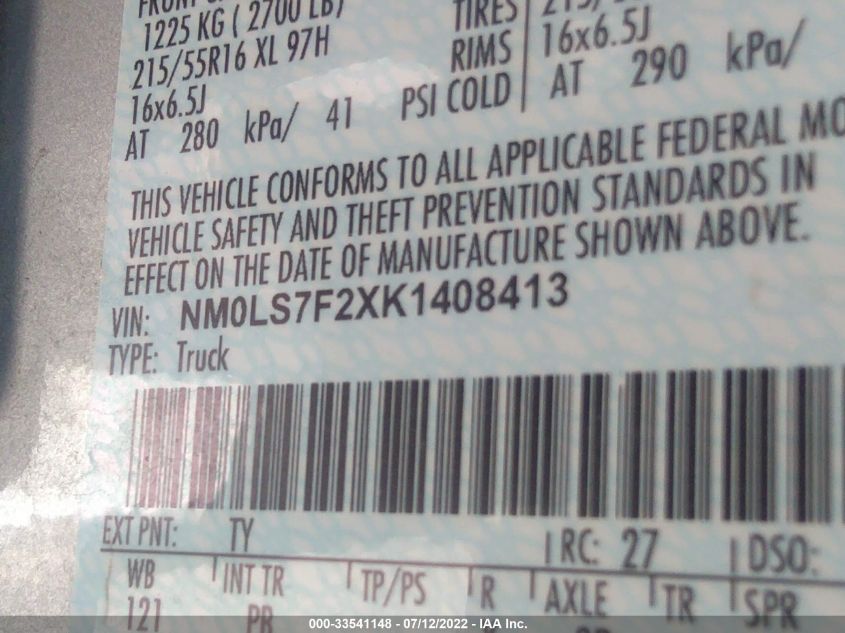 FRONT
1225 KG ( 2700 LB)
215/55R16 XL 97H
16x6.5J
AT 280 kPa/ 41 PSI COLD
TIRES
RIMS 16x6.5J
AT 290 kPa/
THIS VEHICLE CONFORMS TO ALL APPLICABLE FEDERAL MO
VEHICLE SAFETY AND THEFT PREVENTION STANDARDS IN
EFFECT ON THE DATE OF MANUFACTURE SHOWN ABOVE.
VIN: NM0LS7F2XK1408413
TYPE: Truck
EXT PNT: TY RC: 27 DSO:
WB INT TR TP/PS R AXLE TR SPR
121 PR
000-33541148 - 07/12/2022 - IAA Inc.